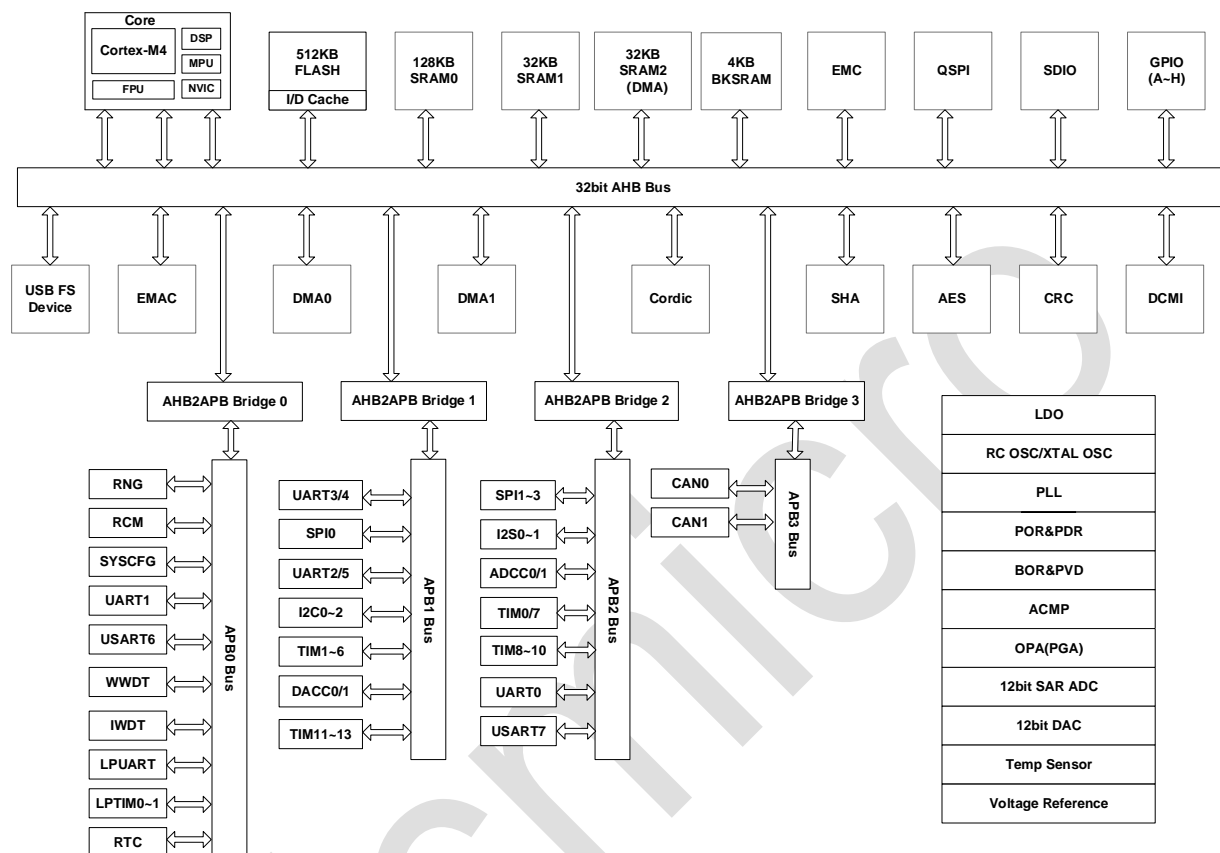 Core
Cortex-M4
DSP
MPU
FPU
NVIC
512KB
FLASH
I/D Cache
128KB
SRAM0
32KB
SRAM1
32KB
SRAM2
(DMA)
4KB
BKSRAM
EMC
QSPI
SDIO
GPIO
(A~H)
32bit AHB Bus
USB FS
Device
EMAC
DMA0
DMA1
Cordic
SHA
AES
CRC
DCMI
AHB2APB Bridge 0
AHB2APB Bridge 1
AHB2APB Bridge 2
AHB2APB Bridge 3
RNG
RCM
SYSCFG
UART1
USART6
WWDT
IWDT
LPUART
LPTIM0~1
RTC
APB0 Bus
UART3/4
SPI0
UART2/5
I2C0~2
TIM1~6
DACC0/1
TIM11~13
APB1 Bus
SPI1~3
I2S0~1
ADCC0/1
TIM0/7
TIM8~10
UART0
USART7
APB2 Bus
CAN0
CAN1
APB3 Bus
LDO
RC OSC/XTAL OSC
PLL
POR&PDR
BOR&PVD
ACMP
OPA(PGA)
12bit SAR ADC
12bit DAC
Temp Sensor
Voltage Reference